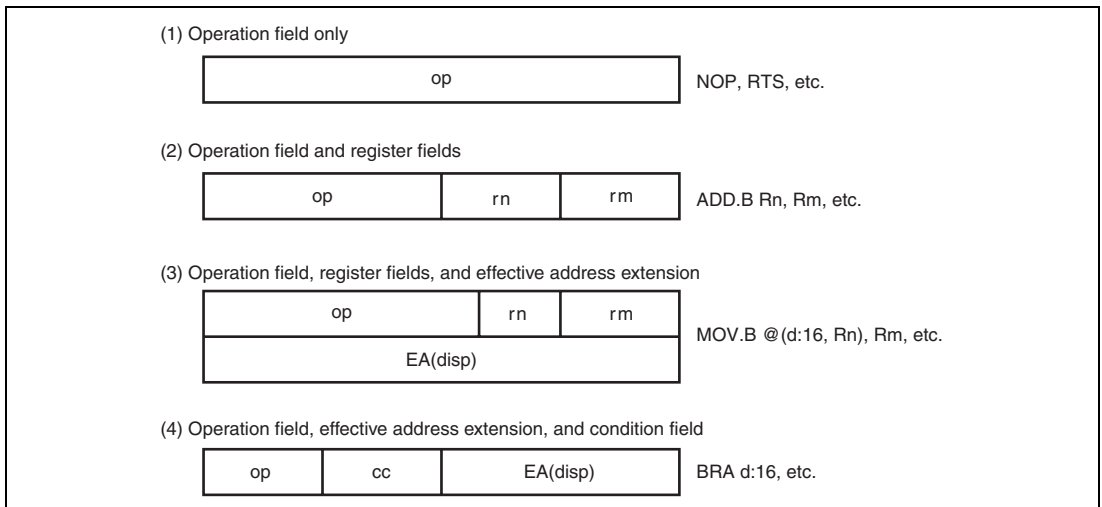 (1) Operation field only
op
NOP, RTS, etc.
(2) Operation field and register fields
op rn rm
ADD.B Rn, Rm, etc.
(3) Operation field, register fields, and effective address extension
op rn rm
EA(disp)
MOV.B @(d:16, Rn), Rm, etc.
(4) Operation field, effective address extension, and condition field
op cc EA(disp)
BRA d:16, etc.